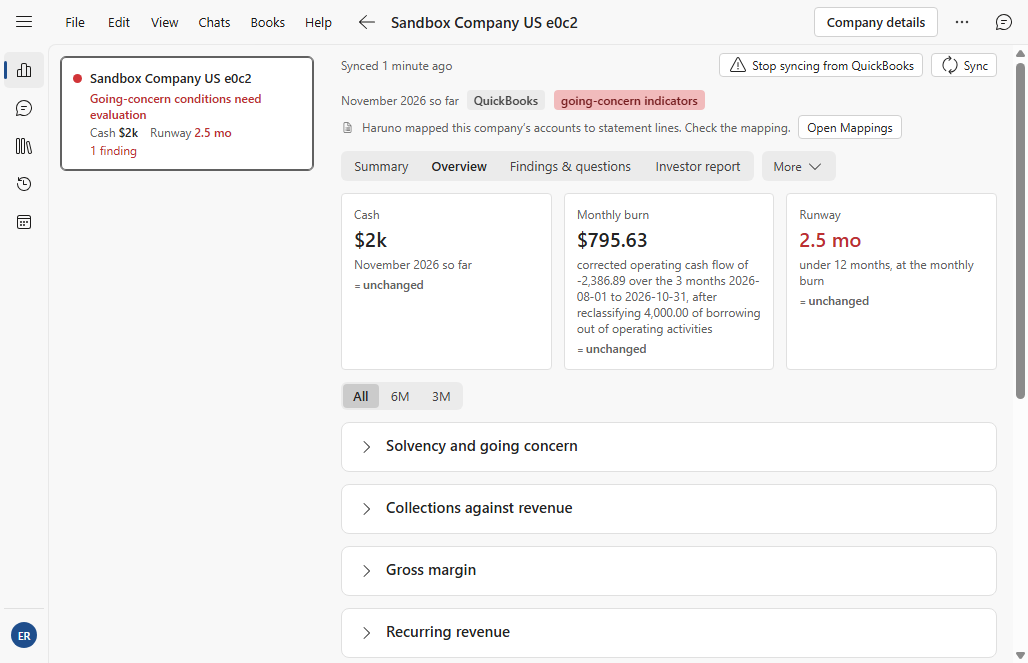 File Edit View Chats Books Help Sandbox Company US e0c2 Company details
Sandbox Company US e0c2
Going-concern conditions need
evaluation
Cash $2k Runway 2.5 mo
1 finding
ER
Synced 1 minute ago Stop syncing from QuickBooks Sync
November 2026 so far QuickBooks going-concern indicators
Haruno mapped this company's accounts to statement lines. Check the mapping. Open Mappings
Summary Overview Findings & questions Investor report More
Cash
$2k
November 2026 so far
= unchanged
Monthly burn
$795.63
corrected operating cash flow of
-2,386.89 over the 3 months 2026-
08-01 to 2026-10-31, after
reclassifying 4,000.00 of borrowing
out of operating activities
= unchanged
Runway
2.5 mo
under 12 months, at the monthly
burn
= unchanged
All 6M 3M
Solvency and going concern
Collections against revenue
Gross margin
Recurring revenue